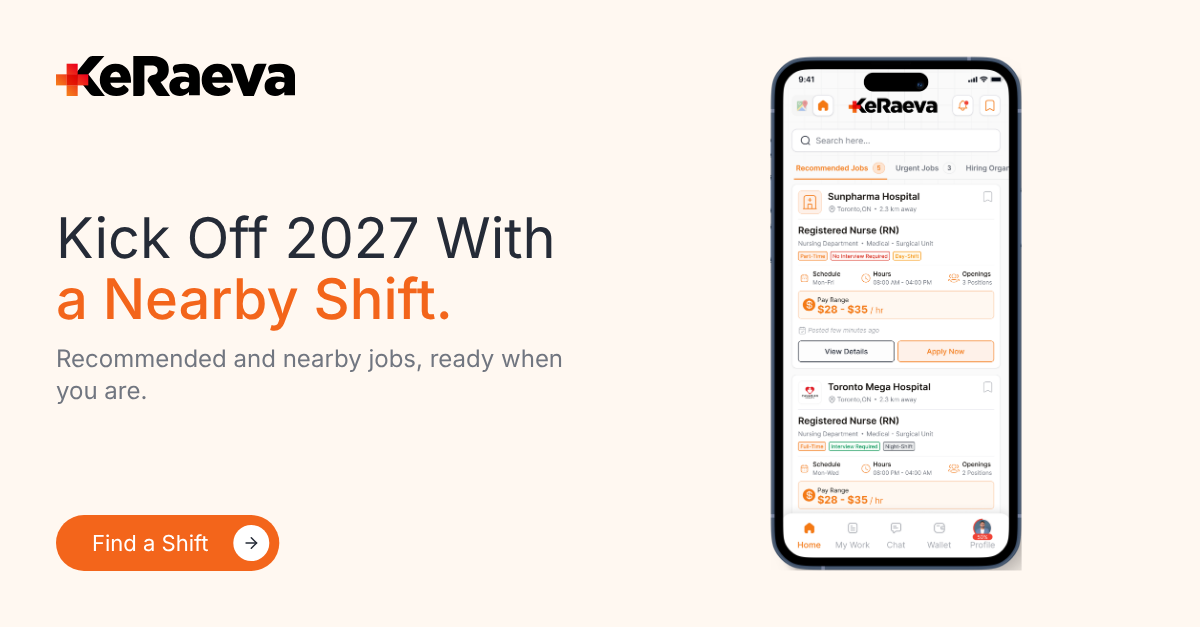 KeRaeva
Kick Off 2027 With
a Nearby Shift.
Recommended and nearby jobs, ready when
you are.
Find a Shift
9:41
KeRaeva
Search here...
Recommended Jobs 5 Urgent Jobs 3 Hiring Organ
Sunpharma Hospital
Toronto,ON • 2.3 km away
Registered Nurse (RN)
Nursing Department • Medical - Surgical Unit
Part-Time No Interview Required Day-Shift
Schedule Hours Openings
Mon-Fri 08:00 AM - 04:00 PM 3 Positions
Pay Range
$28 - $35 / hr
Posted few minutes ago
View Details Apply Now
Toronto Mega Hospital
Toronto,ON • 2.3 km away
Registered Nurse (RN)
Nursing Department • Medical - Surgical Unit
Full-Time Interview Required Night-Shift
Schedule Hours Openings
Mon-Wed 08:00 PM - 04:00 AM 2 Positions
Pay Range
$28 - $35 / hr
Home My Work Chat Wallet Profile